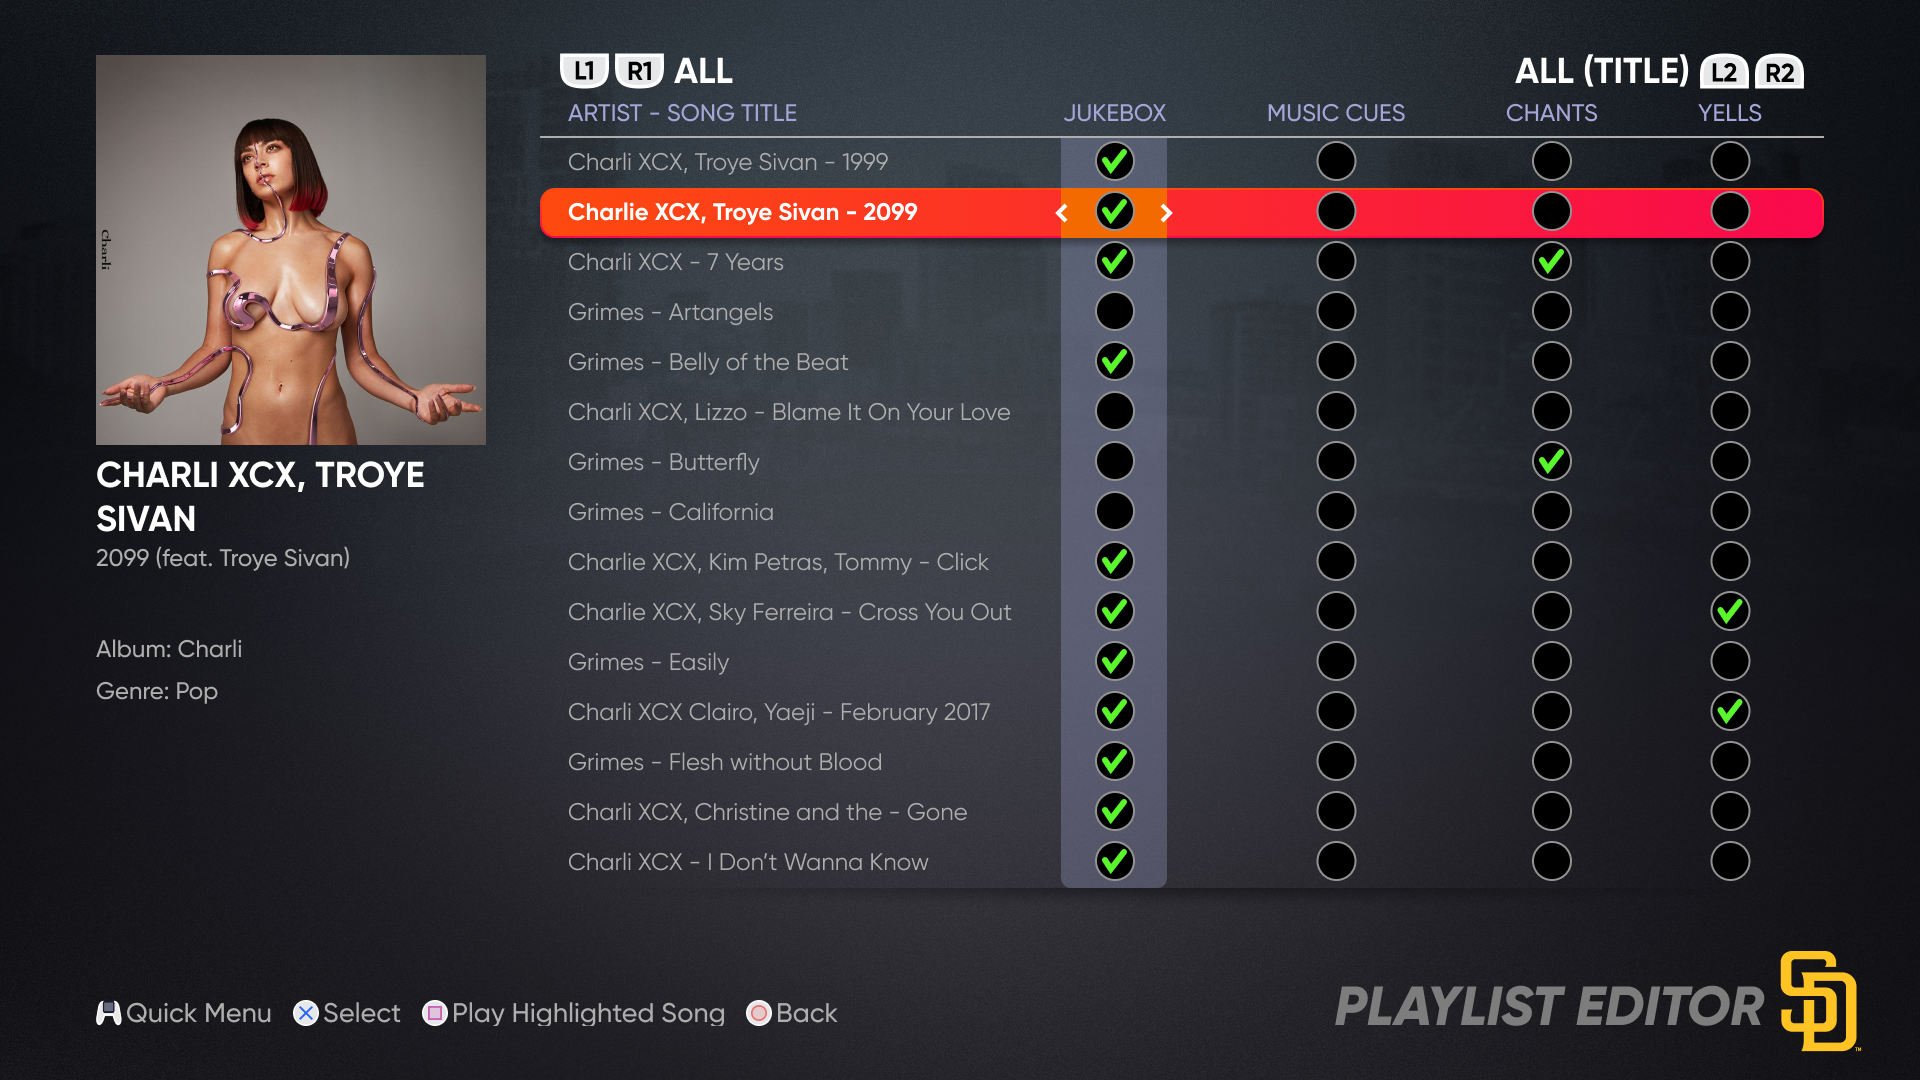 L1 R1 ALL
ALL (TITLE) L2 R2
ARTIST - SONG TITLE JUKEBOX MUSIC CUES CHANTS YELLS
Charli XCX, Troye Sivan - 1999
Charlie XCX, Troye Sivan - 2099
Charli XCX - 7 Years
Grimes - Artangels
Grimes - Belly of the Beat
Charli XCX, Lizzo - Blame It On Your Love
Grimes - Butterfly
Grimes - California
Charlie XCX, Kim Petras, Tommy - Click
Charlie XCX, Sky Ferreira - Cross You Out
Grimes - Easily
Charli XCX Clairo, Yaeji - February 2017
Grimes - Flesh without Blood
Charli XCX, Christine and the - Gone
Charli XCX - I Don't Wanna Know
Charli
CHARLI XCX, TROYE
SIVAN
2099 (feat. Troye Sivan)
Album: Charli
Genre: Pop
Quick Menu Select Play Highlighted Song Back
PLAYLIST EDITOR SD TM